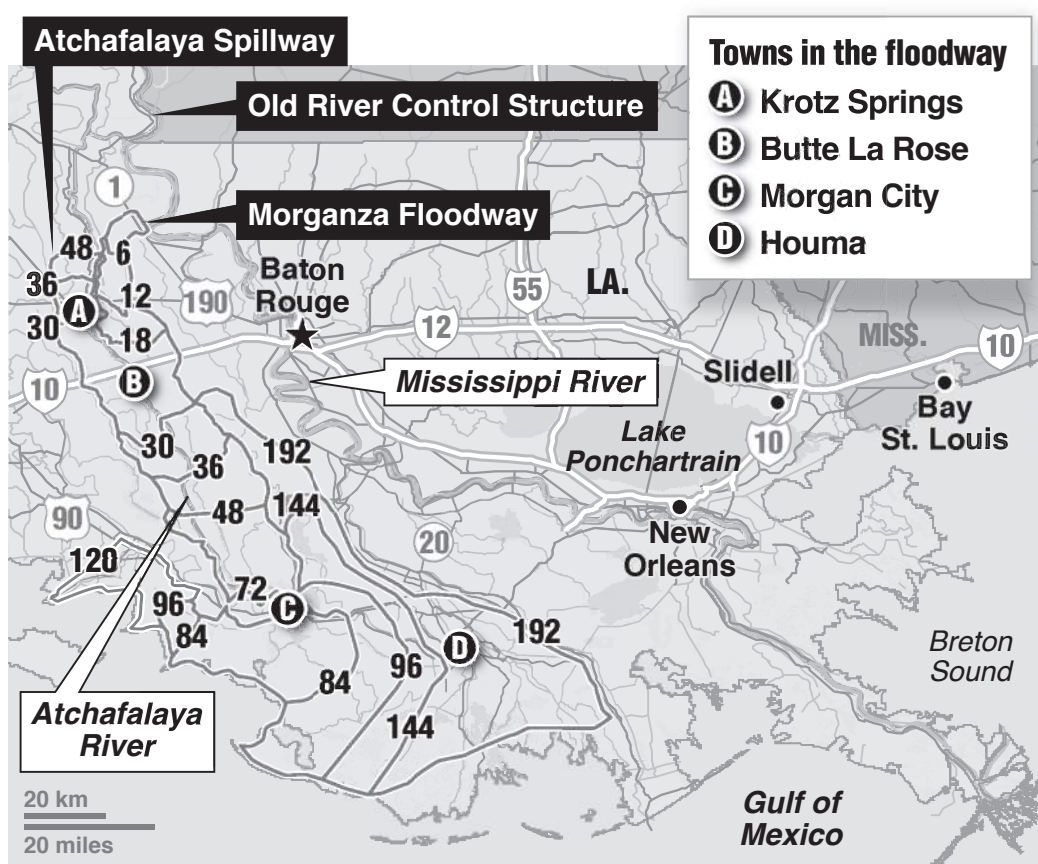 Atchafalaya Spillway
Old River Control Structure
Morganza Floodway
Towns in the floodway
A Krotz Springs
B Butte La Rose
C Morgan City
D Houma
1
48
6
36
12
190
A
30
18
Baton
Rouge
55
LA.
12
MISS.
10
10
B
Mississippi River
Slidell
Bay
St. Louis
Lake
Ponchartrain
10
30
36
192
48
144
90
20
New
Orleans
120
72
C
96
84
D
192
84
96
144
Breton
Sound
Atchafalaya
River
Gulf of
Mexico
20 km
20 miles